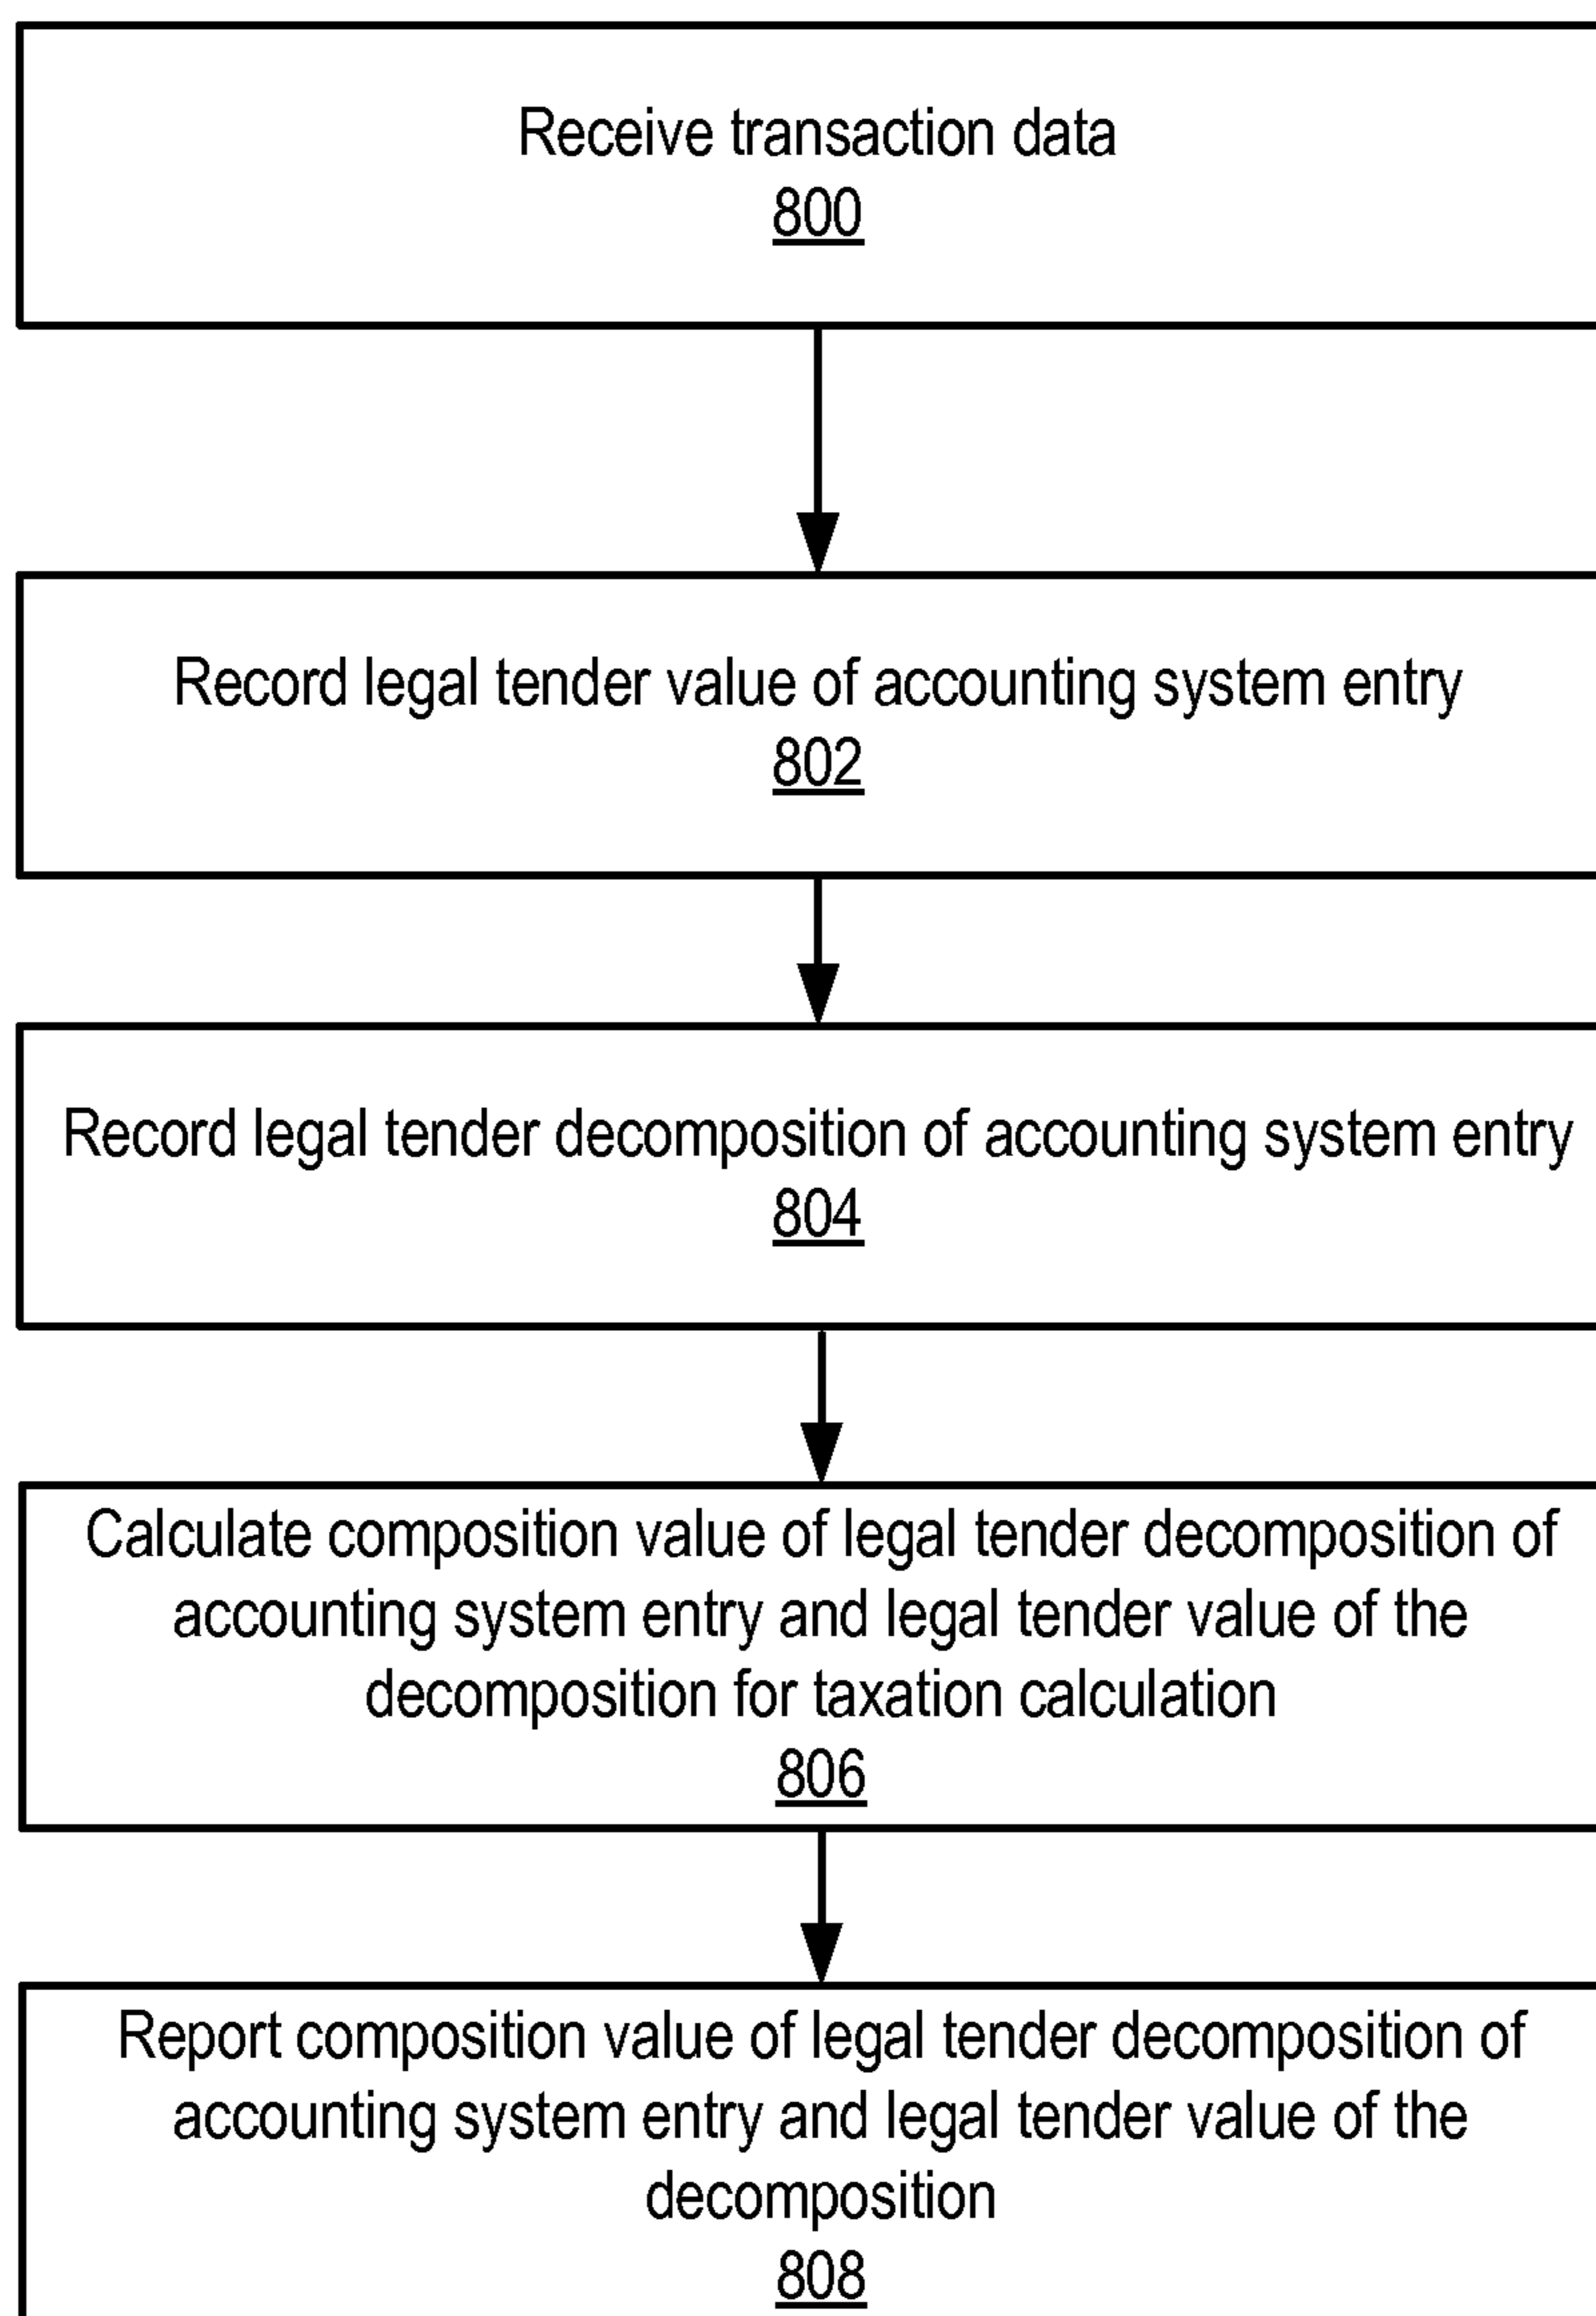 Receive transaction data
800
Record legal tender value of accounting system entry
802
Record legal tender decomposition of accounting system entry
804
Calculate composition value of legal tender decomposition of
accounting system entry and legal tender value of the
decomposition for taxation calculation
806
Report composition value of legal tender decomposition of
accounting system entry and legal tender value of the
decomposition
808